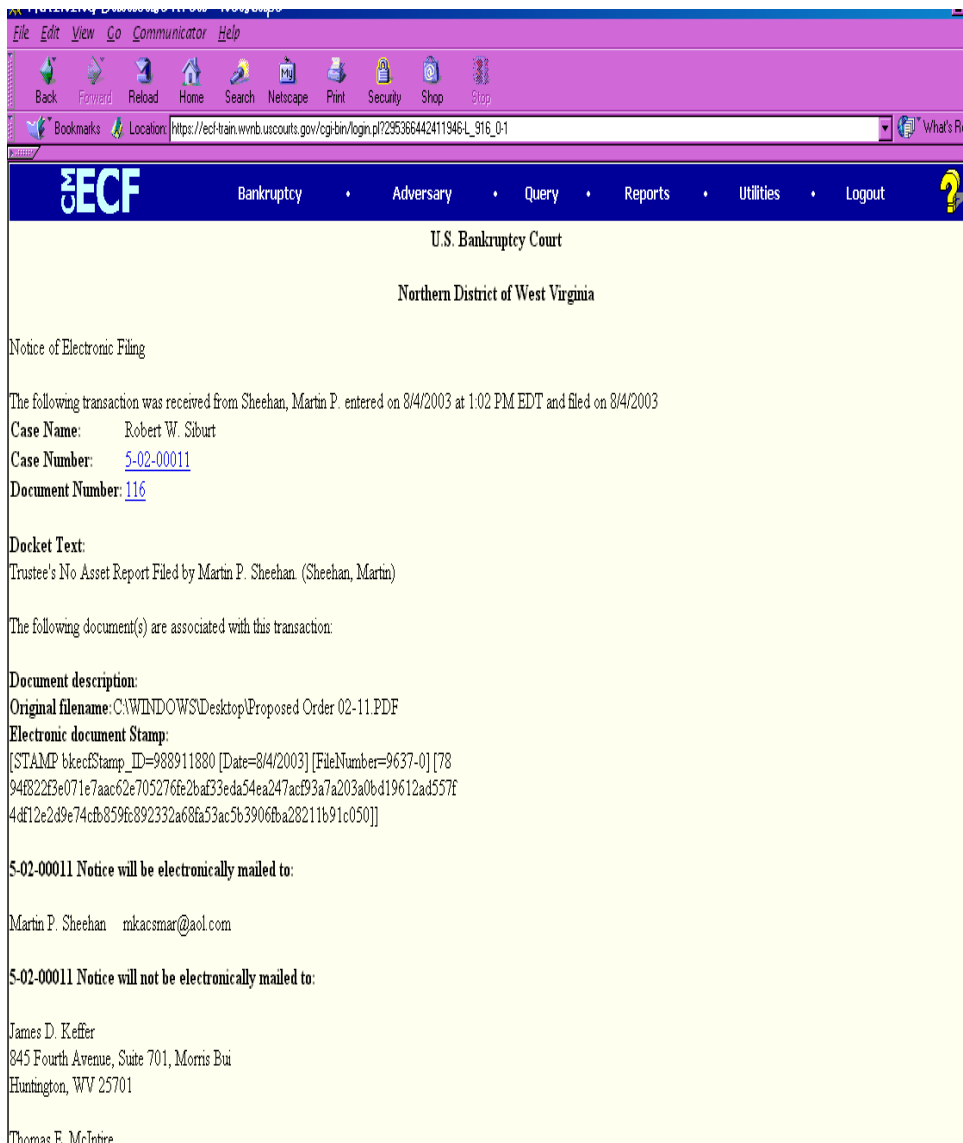 File Edit View Go Communicator Help
Back Forward Reload Home Search Netscape Print Security Shop Stop
Bookmarks Location: https://ecf-train.wvnb.uscourts.gov/cgi-bin/login.pl?295366442411946-L_916_0-1 What's
CM ECF Bankruptcy • Adversary • Query • Reports • Utilities • Logout ?
U.S. Bankruptcy Court
Northern District of West Virginia
Notice of Electronic Filing
The following transaction was received from Sheehan, Martin P. entered on 8/4/2003 at 1:02 PM EDT and filed on 8/4/2003
Case Name: Robert W. Siburt
Case Number: 5-02-00011
Document Number: 116
Docket Text:
Trustee's No Asset Report Filed by Martin P. Sheehan. (Sheehan, Martin)
The following document(s) are associated with this transaction:
Document description:
Original filename: C:\WINDOWS\Desktop\Proposed Order 02-11.PDF
Electronic document Stamp:
[STAMP bkecfStamp_ID=988911880 [Date=8/4/2003] [FileNumber=9637-0] [78
94f822f3e071e7aac62e705276fe2baf33eda54ea247acf93a7a203a0bd19612ad557f
4df12e2d9e74cfb859fc892332a68fa53ac5b3906fba28211b91c050]]
5-02-00011 Notice will be electronically mailed to:
Martin P. Sheehan mkacsmar@aol.com
5-02-00011 Notice will not be electronically mailed to:
James D. Keffer
845 Fourth Avenue, Suite 701, Morris Bui
Huntington, WV 25701
Thomas E. McIntire